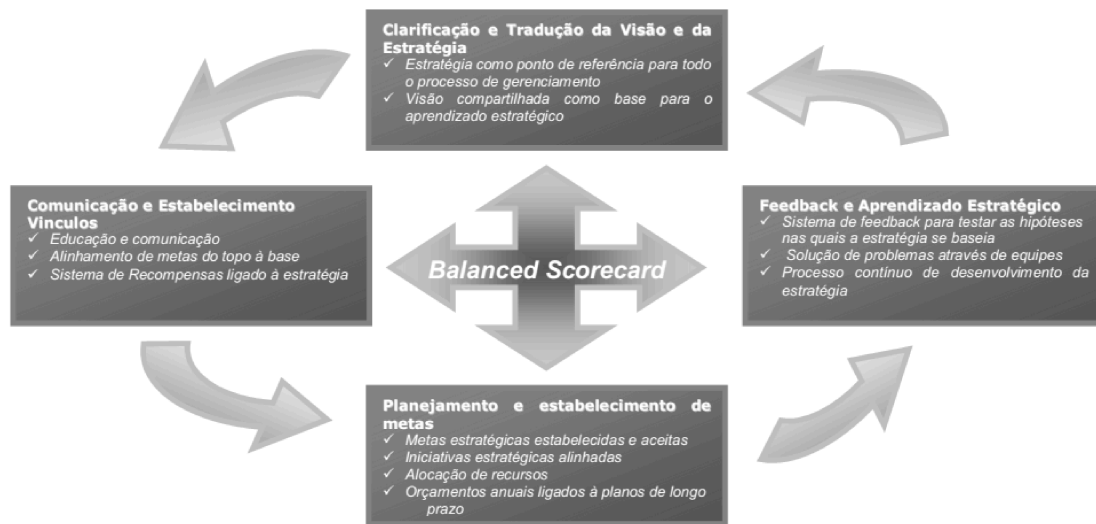 Clarificação e Tradução da Visão e da
Estratégia
✓ Estratégia como ponto de referência para todo
o processo de gerenciamento
✓ Visão compartilhada como base para o
aprendizado estratégico
Comunicação e Estabelecimento
Vinculos
✓ Educação e comunicação
✓ Alinhamento de metas do topo à base
✓ Sistema de Recompensas ligado à estratégia
Balanced Scorecard
Feedback e Aprendizado Estratégico
✓ Sistema de feedback para testar as hipóteses
nas quais a estratégia se baseia
✓ Solução de problemas através de equipes
✓ Processo contínuo de desenvolvimento da
estratégia
Planejamento e estabelecimento de
metas
✓ Metas estratégicas estabelecidas e aceitas
✓ Iniciativas estratégicas alinhadas
✓ Alocação de recursos
✓ Orçamentos anuais ligados à planos de longo
prazo